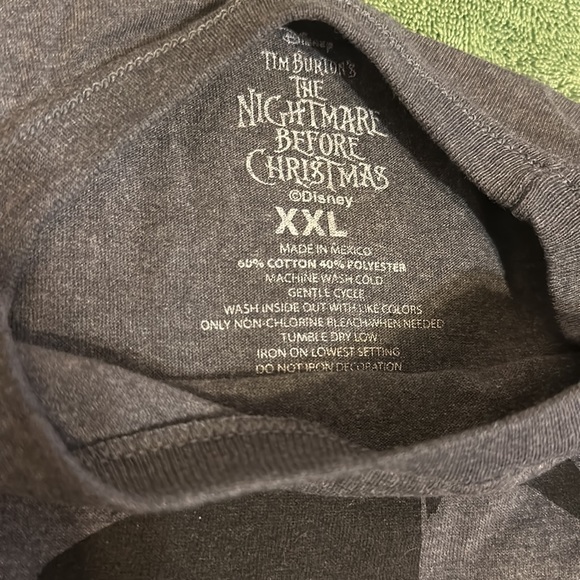 Disney
TIM BURTON'S
THE
NIGHTMARE
BEFORE
CHRISTMAS
©Disney
XXL
MADE IN MEXICO
60% COTTON 40% POLYESTER
MACHINE WASH COLD
GENTLE CYCLE
WASH INSIDE OUT WITH LIKE COLORS
ONLY NON-CHLORINE BLEACH WHEN NEEDED
TUMBLE DRY LOW
IRON ON LOWEST SETTING
DO NOT IRON DECORATION